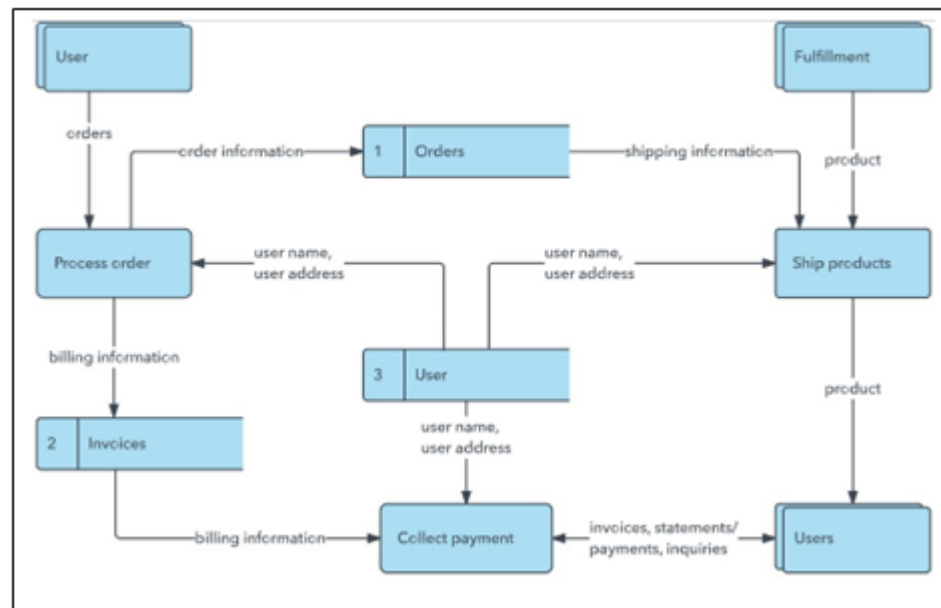 User
Fulfillment
orders
order information
1 Orders
shipping information
product
Process order
user name,
user address
user name,
user address
Ship products
billing information
3 User
product
2 Invoices
user name,
user address
billing information
Collect payment
invoices, statements/
payments, inquiries
Users